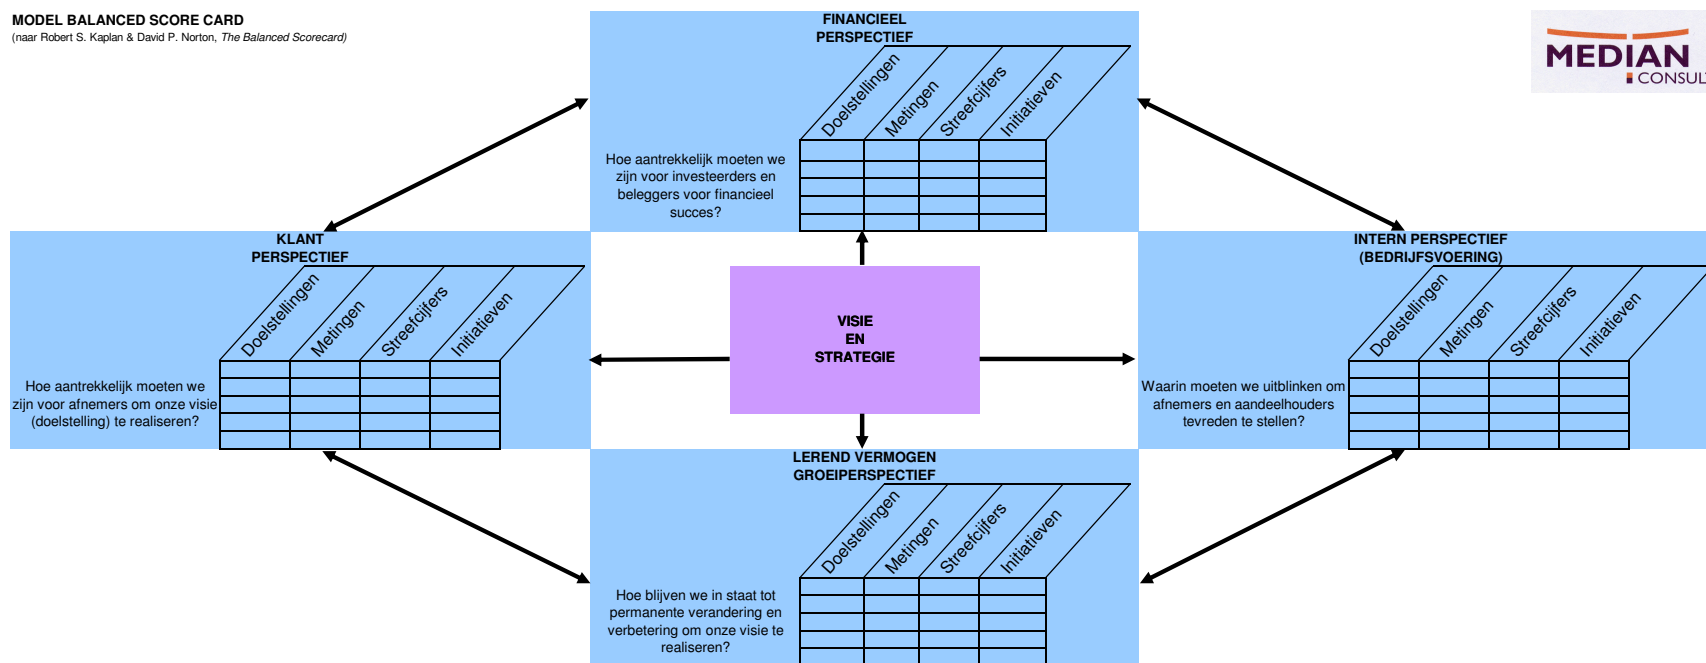 MODEL BALANCED SCORE CARD
(naar Robert S. Kaplan & David P. Norton, The Balanced Scorecard)
MEDIAN
CONSUL
FINANCIEEL
PERSPECTIEF
Doelstellingen
Metingen
Streefcijfers
Initiatieven
Hoe aantrekkelijk moeten we
zijn voor investeerders en
beleggers voor financieel
succes?
KLANT
PERSPECTIEF
Doelstellingen
Metingen
Streefcijfers
Initiatieven
Hoe aantrekkelijk moeten we
zijn voor afnemers om onze visie
(doelstelling) te realiseren?
VISIE
EN
STRATEGIE
INTERN PERSPECTIEF
(BEDRIJFSVOERING)
Doelstellingen
Metingen
Streefcijfers
Initiatieven
Waarin moeten we uitblinken om
afnemers en aandeelhouders
tevreden te stellen?
LEREND VERMOGEN
GROEIPERSPECTIEF
Doelstellingen
Metingen
Streefcijfers
Initiatieven
Hoe blijven we in staat tot
permanente verandering en
verbetering om onze visie te
realiseren?